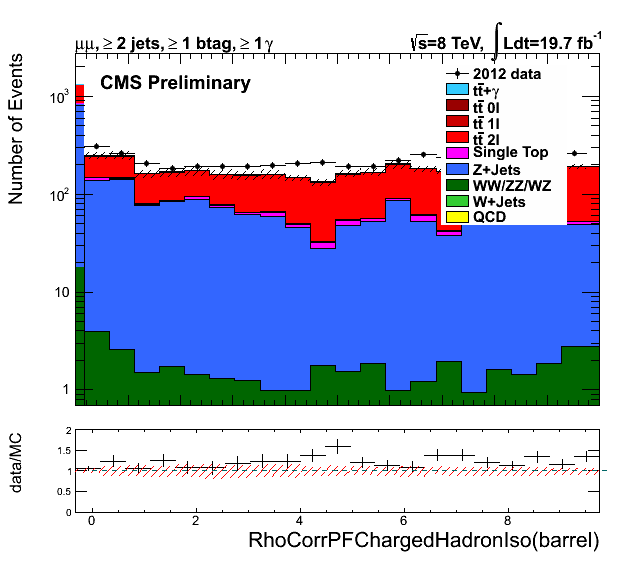 μμ, ≥ 2 jets, ≥ 1 btag, ≥ 1 γ
√s=8 TeV, ∫ Ldt=19.7 fb⁻¹
CMS Preliminary
Number of Events
10³
10²
10
1
2012 data
tt̄+γ
tt̄ 0l
tt̄ 1l
tt̄ 2l
Single Top
Z+Jets
WW/ZZ/WZ
W+Jets
QCD
data/MC
2
1.5
1
0.5
0
0 2 4 6 8
RhoCorrPFChargedHadronIso(barrel)